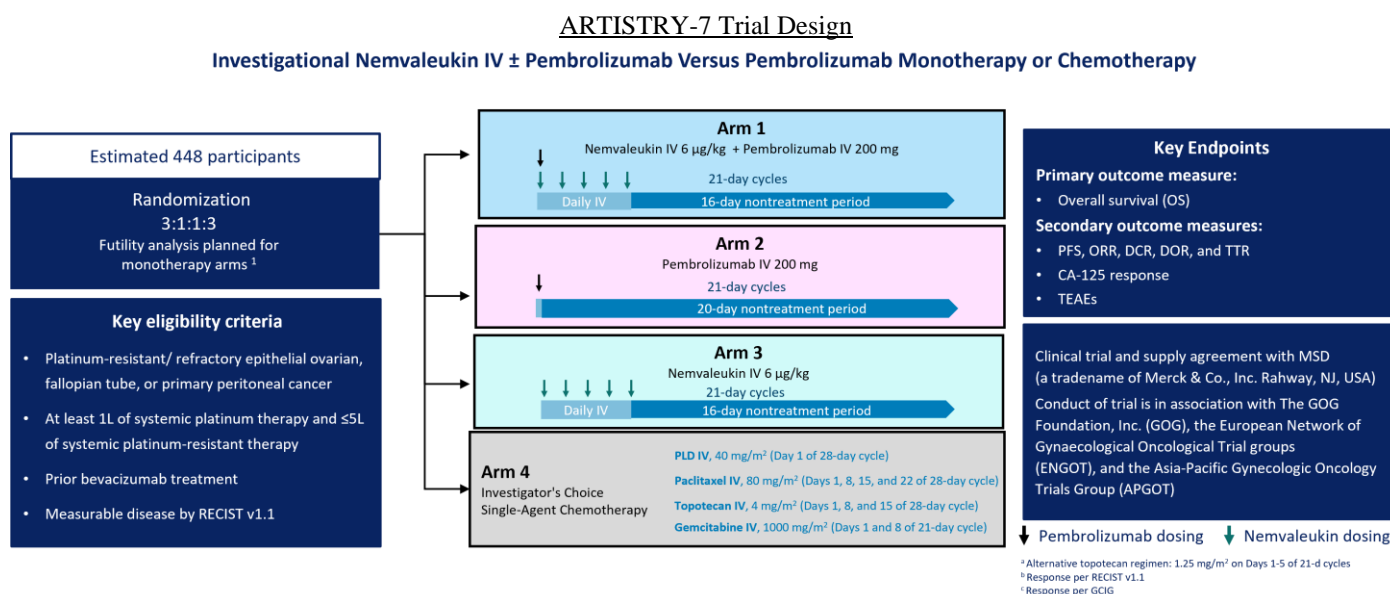 ARTISTRY-7 Trial Design
Investigational Nemvaleukin IV ± Pembrolizumab Versus Pembrolizumab Monotherapy or Chemotherapy
Estimated 448 participants
Randomization
3:1:1:3
Futility analysis planned for
monotherapy arms 1
Key eligibility criteria
• Platinum-resistant/ refractory epithelial ovarian,
fallopian tube, or primary peritoneal cancer
• At least 1L of systemic platinum therapy and ≤5L
of systemic platinum-resistant therapy
• Prior bevacizumab treatment
• Measurable disease by RECIST v1.1
Arm 1
Nemvaleukin IV 6 μg/kg + Pembrolizumab IV 200 mg
21-day cycles
Daily IV
16-day nontreatment period
Arm 2
Pembrolizumab IV 200 mg
21-day cycles
20-day nontreatment period
Arm 3
Nemvaleukin IV 6 μg/kg
21-day cycles
Daily IV
16-day nontreatment period
Arm 4
Investigator's Choice
Single-Agent Chemotherapy
PLD IV, 40 mg/m² (Day 1 of 28-day cycle)
Paclitaxel IV, 80 mg/m² (Days 1, 8, 15, and 22 of 28-day cycle)
Topotecan IV, 4 mg/m² (Days 1, 8, and 15 of 28-day cycle)
Gemcitabine IV, 1000 mg/m² (Days 1 and 8 of 21-day cycle)
Key Endpoints
Primary outcome measure:
• Overall survival (OS)
Secondary outcome measures:
• PFS, ORR, DCR, DOR, and TTR
• CA-125 response
• TEAEs
Clinical trial and supply agreement with MSD
(a tradename of Merck & Co., Inc. Rahway, NJ, USA)
Conduct of trial is in association with The GOG
Foundation, Inc. (GOG), the European Network of
Gynaecological Oncological Trial groups
(ENGOT), and the Asia-Pacific Gynecologic Oncology
Trials Group (APGOT)
Pembrolizumab dosing
Nemvaleukin dosing
a Alternative topotecan regimen: 1.25 mg/m² on Days 1-5 of 21-d cycles
b Response per RECIST v1.1
c Response per GCIG